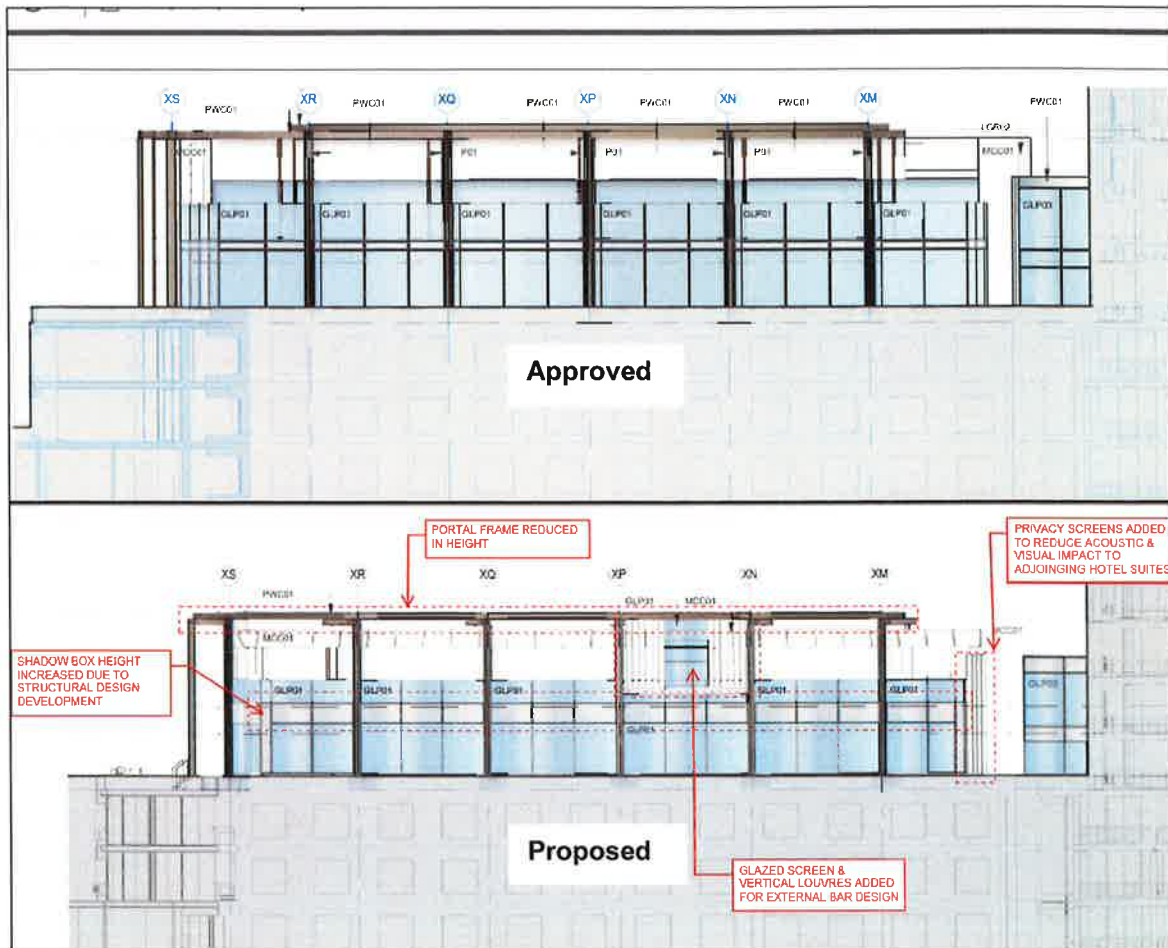 XS
XR
XQ
XP
XN
XM
PWC01
PWC01
PWC01
PWC01
PWC01
PWC01
MCC01
P01
P01
P01
P01
MCC01
GLP01
GLP01
GLP01
GLP01
GLP01
GLP01
GLP03
Approved
PORTAL FRAME REDUCED
IN HEIGHT
PRIVACY SCREENS ADDED
TO REDUCE ACOUSTIC &
VISUAL IMPACT TO
ADJOINGING HOTEL SUITES
XS
XR
XQ
XP
XN
XM
PWC01
GLP01
MCC01
MCC01
SHADOW BOX HEIGHT
INCREASED DUE TO
STRUCTURAL DESIGN
DEVELOPMENT
GLP01
GLP01
GLP01
GLP01
GLP01
GLP01
Proposed
GLAZED SCREEN &
VERTICAL LOUVRES ADDED
FOR EXTERNAL BAR DESIGN